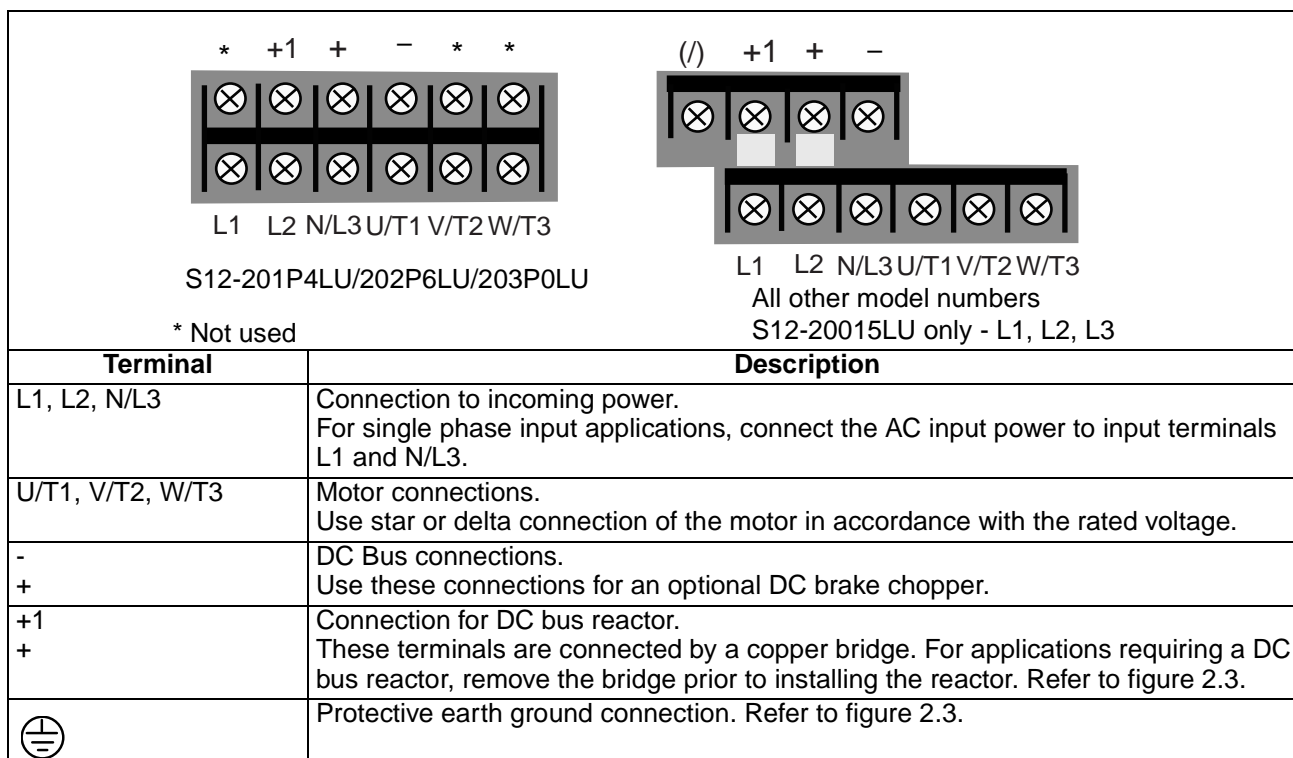 * +1 + – * *
L1 L2 N/L3 U/T1 V/T2 W/T3
S12-201P4LU/202P6LU/203P0LU
* Not used
(/) +1 + –
L1 L2 N/L3 U/T1 V/T2 W/T3
All other model numbers
S12-20015LU only - L1, L2, L3
Terminal Description
L1, L2, N/L3 Connection to incoming power.
For single phase input applications, connect the AC input power to input terminals
L1 and N/L3.
U/T1, V/T2, W/T3 Motor connections.
Use star or delta connection of the motor in accordance with the rated voltage.
- DC Bus connections.
+ Use these connections for an optional DC brake chopper.
+1 Connection for DC bus reactor.
+ These terminals are connected by a copper bridge. For applications requiring a DC
bus reactor, remove the bridge prior to installing the reactor. Refer to figure 2.3.
Protective earth ground connection. Refer to figure 2.3.